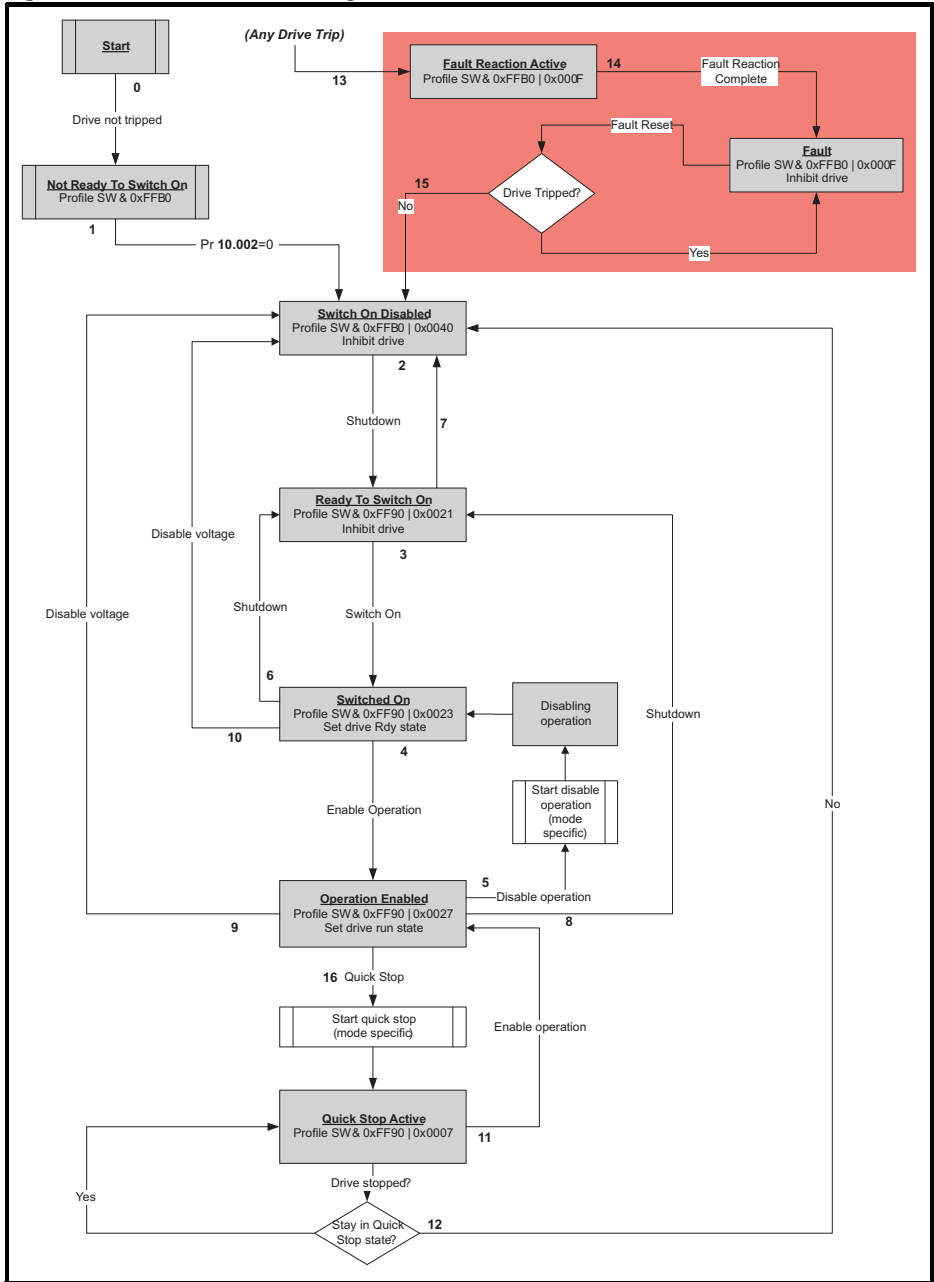 Start
0
Drive not tripped
Not Ready To Switch On
Profile SW & 0xFFB0
1
Pr 10.002=0
(Any Drive Trip)
13
Fault Reaction Active
Profile SW & 0xFFB0 | 0x000F
14
Fault Reaction
Complete
Fault Reset
Fault
Profile SW & 0xFFB0 | 0x000F
Inhibit drive
Drive Tripped?
15
No
Yes
Switch On Disabled
Profile SW & 0xFFB0 | 0x0040
Inhibit drive
2
Shutdown
7
Ready To Switch On
Profile SW & 0xFF90 | 0x0021
Inhibit drive
3
Disable voltage
Disable voltage
Shutdown
Switch On
6
Switched On
Profile SW & 0xFF90 | 0x0023
Set drive Rdy state
10
4
Disabling
operation
Shutdown
Start disable
operation
(mode
specific)
No
Enable Operation
5
Disable operation
Operation Enabled
Profile SW & 0xFF90 | 0x0027
Set drive run state
9
8
16 Quick Stop
Start quick stop
(mode specific)
Enable operation
Quick Stop Active
Profile SW & 0xFF90 | 0x0007
11
Drive stopped?
Yes
Stay in Quick
Stop state?
12